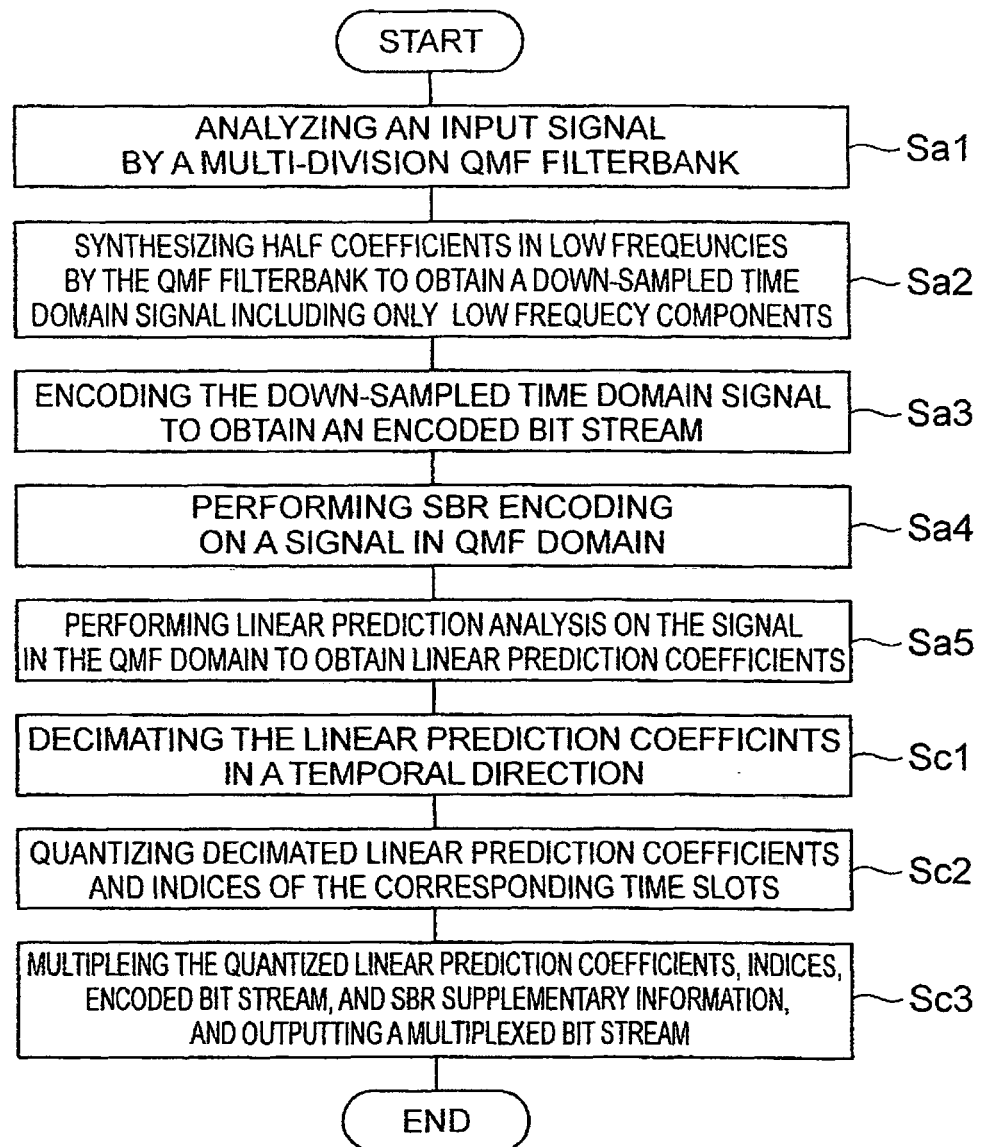 START
ANALYZING AN INPUT SIGNAL
BY A MULTI-DIVISION QMF FILTERBANK
Sa1
SYNTHESIZING HALF COEFFICIENTS IN LOW FREQEUNCIES
BY THE QMF FILTERBANK TO OBTAIN A DOWN-SAMPLED TIME
DOMAIN SIGNAL INCLUDING ONLY LOW FREQUECY COMPONENTS
Sa2
ENCODING THE DOWN-SAMPLED TIME DOMAIN SIGNAL
TO OBTAIN AN ENCODED BIT STREAM
Sa3
PERFORMING SBR ENCODING
ON A SIGNAL IN QMF DOMAIN
Sa4
PERFORMING LINEAR PREDICTION ANALYSIS ON THE SIGNAL
IN THE QMF DOMAIN TO OBTAIN LINEAR PREDICTION COEFFICIENTS
Sa5
DECIMATING THE LINEAR PREDICTION COEFFICINTS
IN A TEMPORAL DIRECTION
Sc1
QUANTIZING DECIMATED LINEAR PREDICTION COEFFICIENTS
AND INDICES OF THE CORRESPONDING TIME SLOTS
Sc2
MULTIPLEING THE QUANTIZED LINEAR PREDICTION COEFFICIENTS, INDICES,
ENCODED BIT STREAM, AND SBR SUPPLEMENTARY INFORMATION,
AND OUTPUTTING A MULTIPLEXED BIT STREAM
Sc3
END